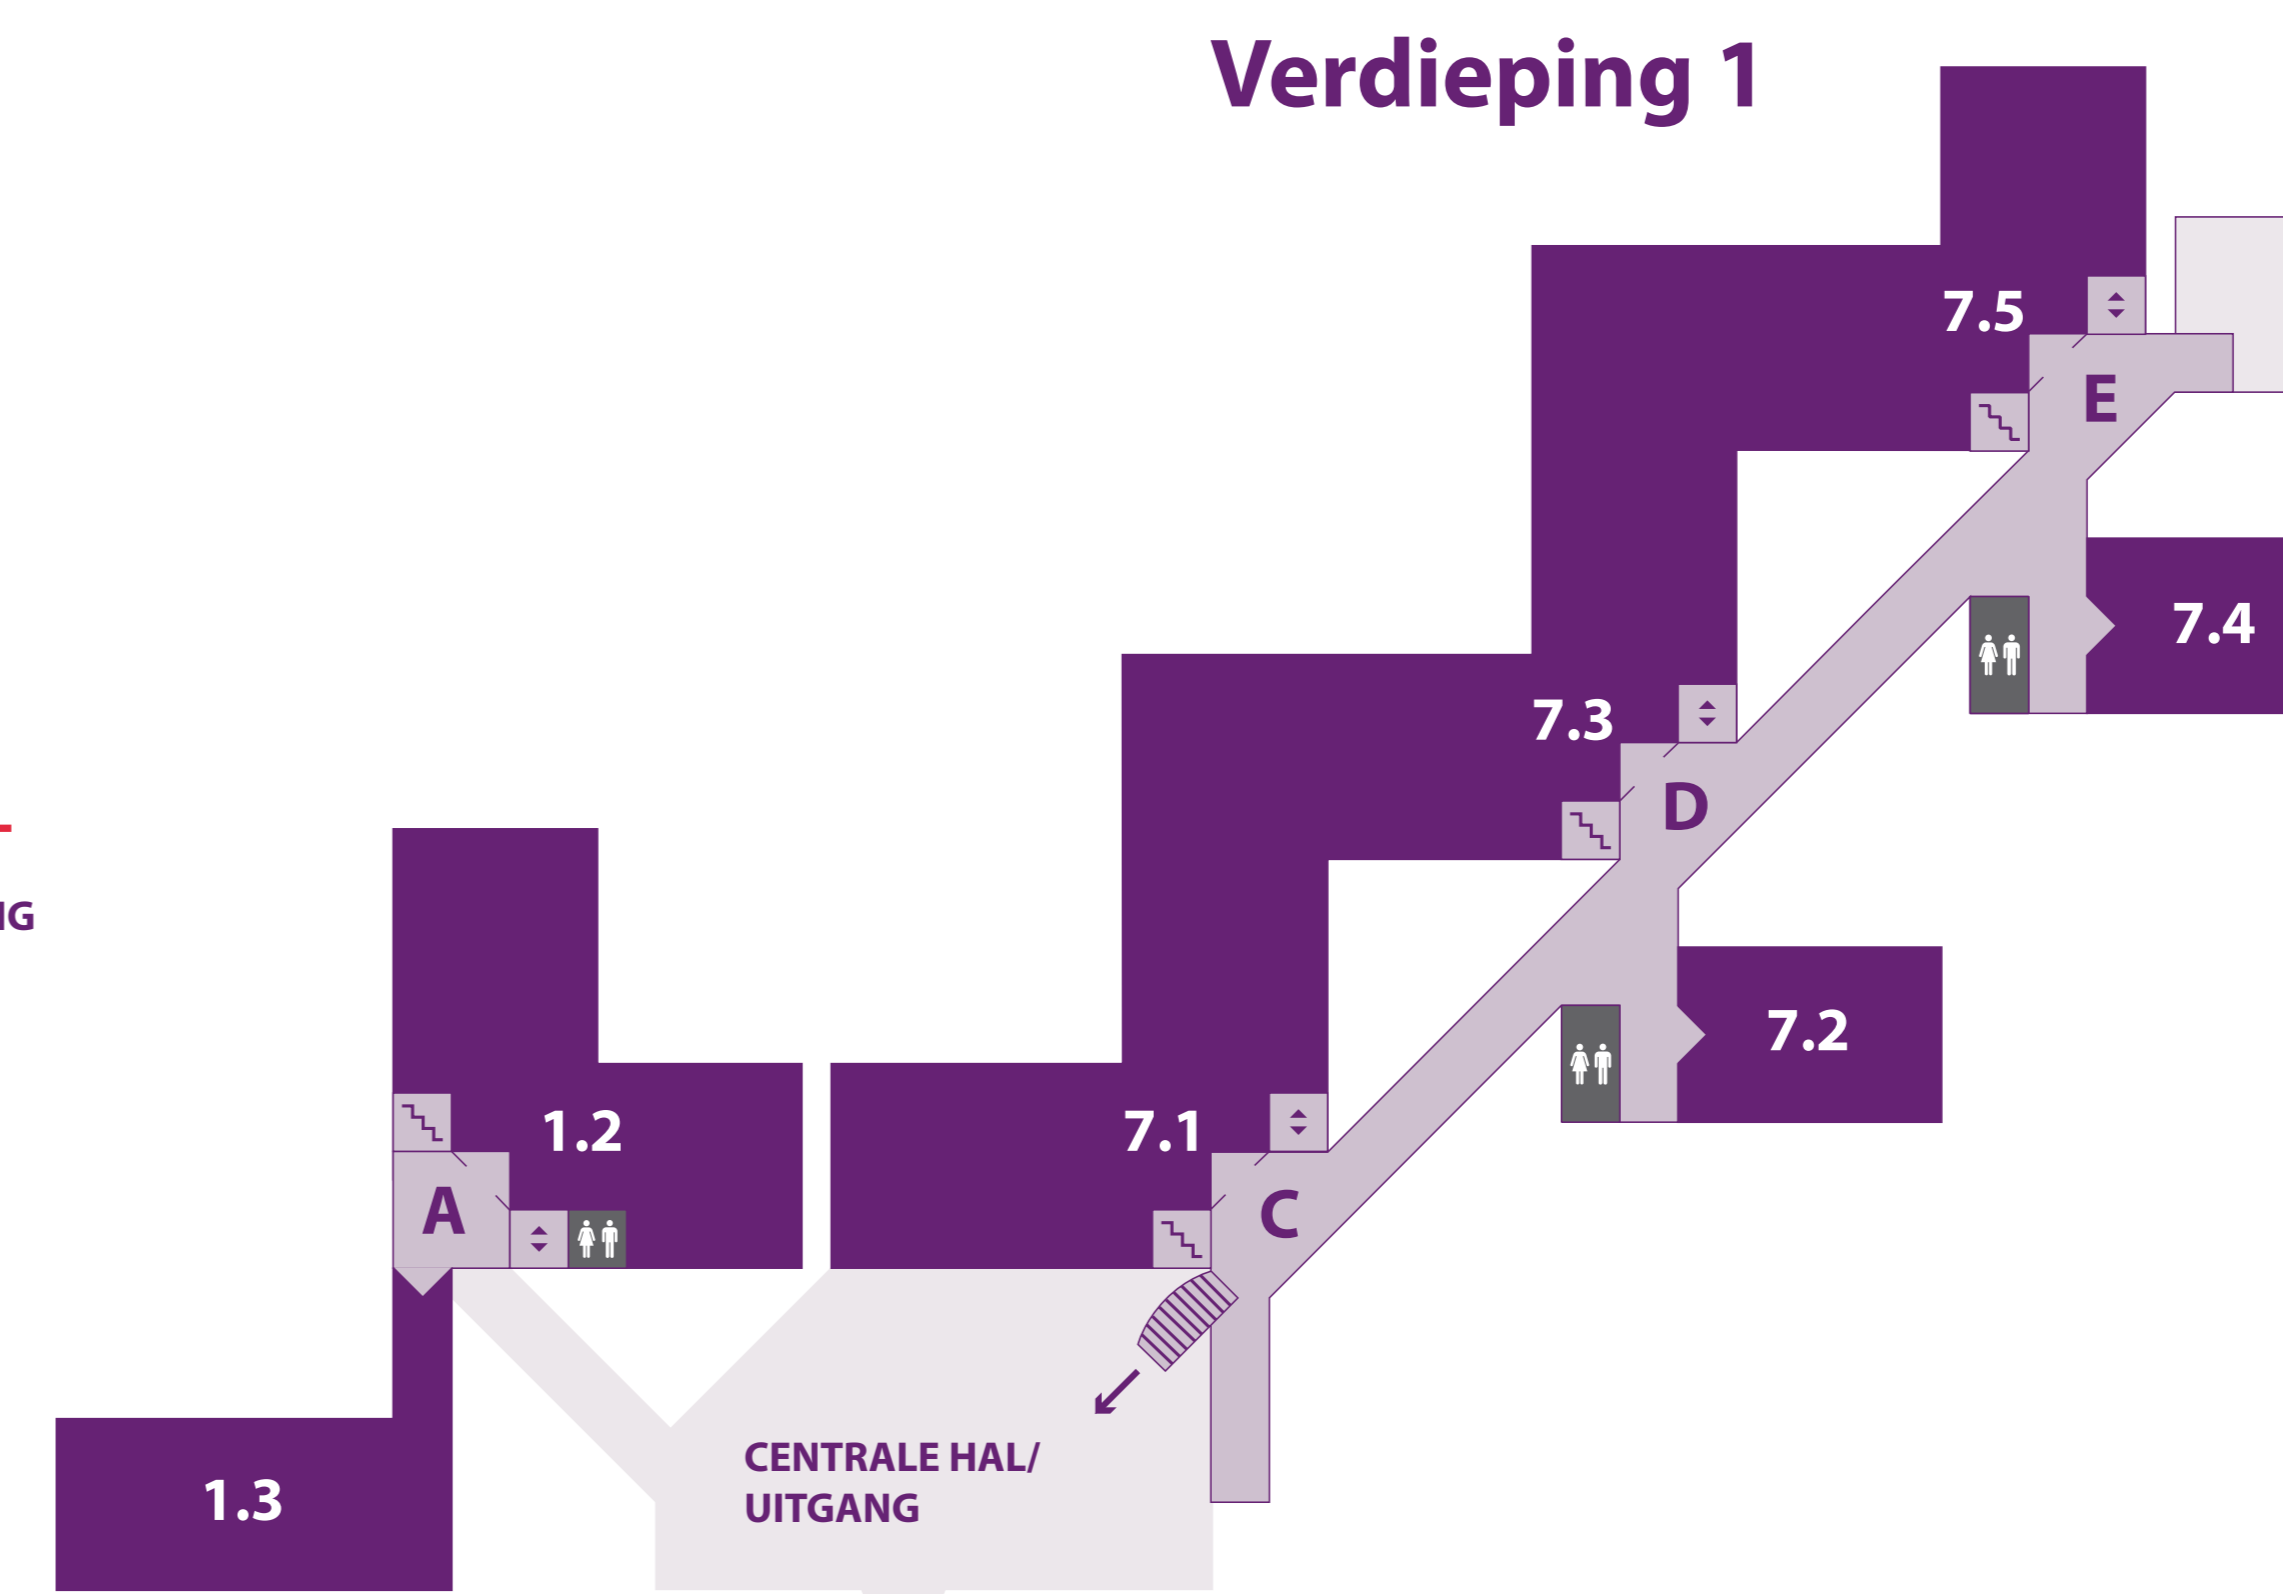 Verdieping 1
7.5
E
7.4
7.3
D
7.2
1.2
7.1
A
C
CENTRALE HAL/
UITGANG
1.3